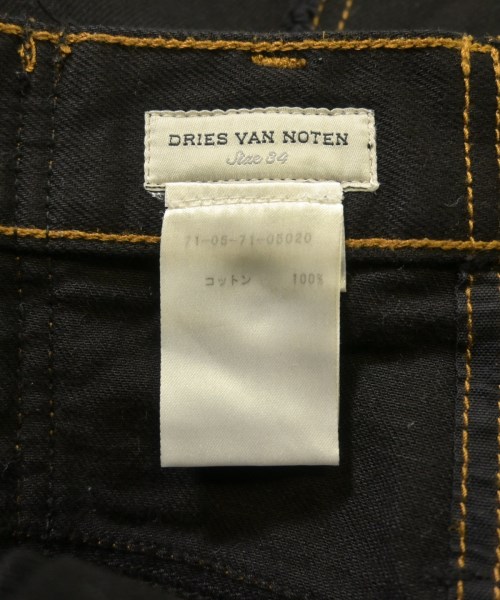 DRIES VAN NOTEN
Size 34
71-05-71-05020
コットン 100%